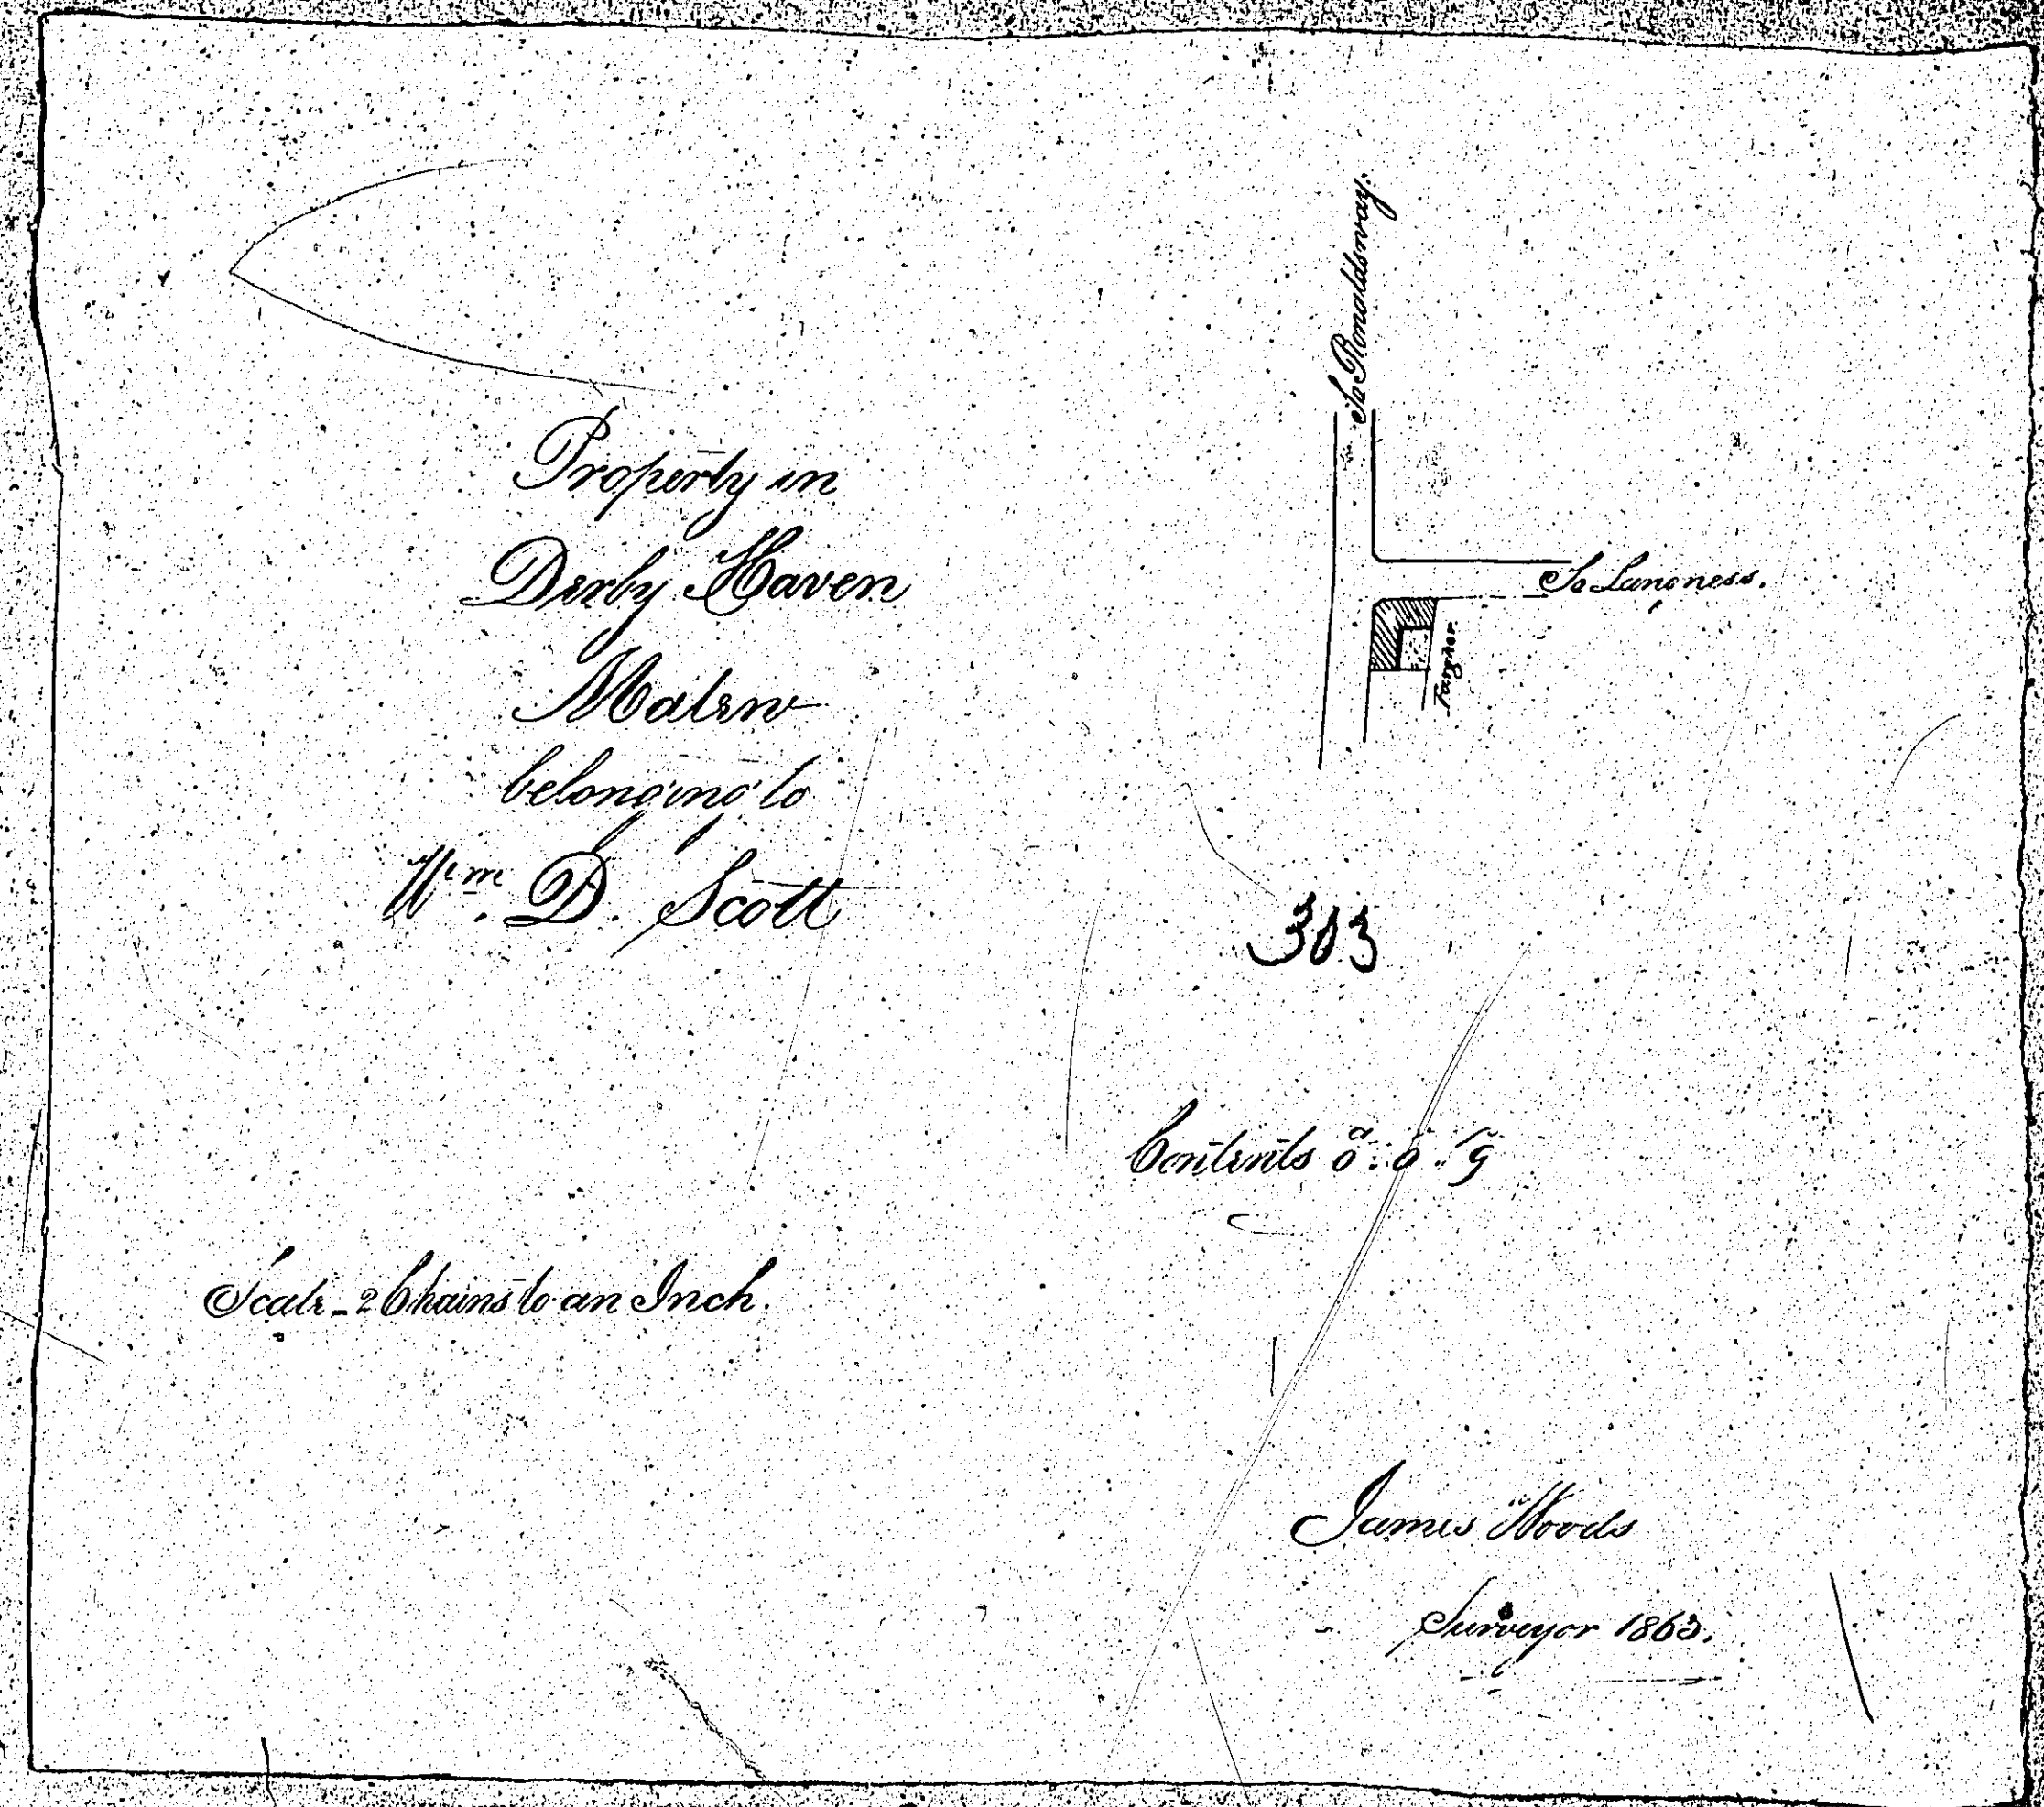 To Ronaldsway.
Property in
Derby Haven
Malew
belonging to
Wm. D. Scott
To Langness.
Fargher
303
Contents 0 . 0 . 9
Scale - 2 Chains to an Inch.
James Woods
Surveyor 1863.